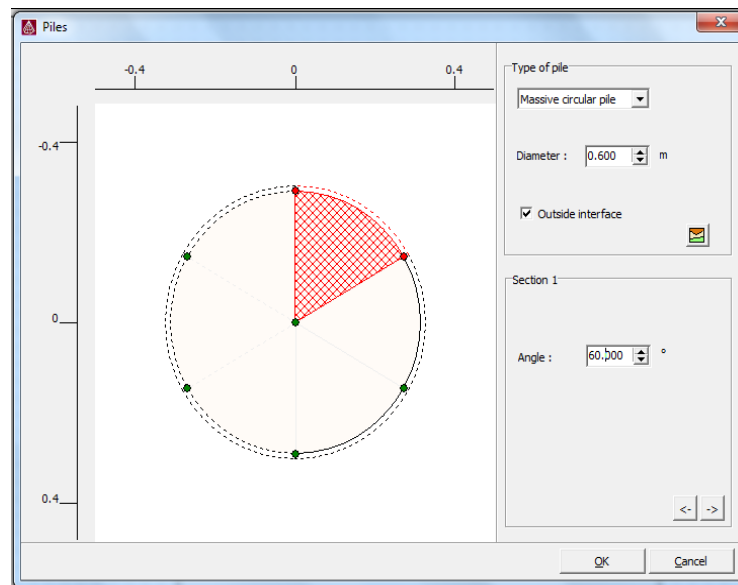 Piles
-0.4 0 0.4
-0.4
0
0.4
Type of pile
Massive circular pile
Diameter : 0.600 m
Outside interface
Section 1
Angle : 60.000 °
<- ->
OK Cancel